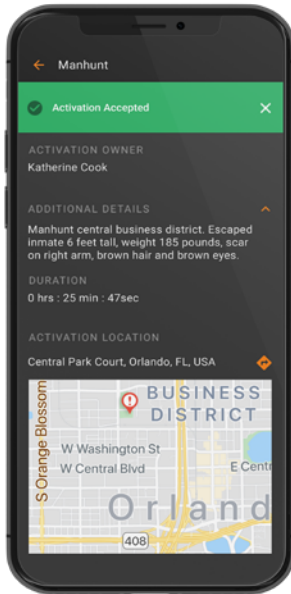 Manhunt
Activation Accepted
ACTIVATION OWNER
Katherine Cook
ADDITIONAL DETAILS
Manhunt central business district. Escaped
inmate 6 feet tall, weight 185 pounds, scar
on right arm, brown hair and brown eyes.
DURATION
0 hrs : 25 min : 47sec
ACTIVATION LOCATION
Central Park Court, Orlando, FL, USA
S Orange Blossom
BUSINESS
DISTRICT
W Washington St
W Central Blvd
E Centr
Orland
408